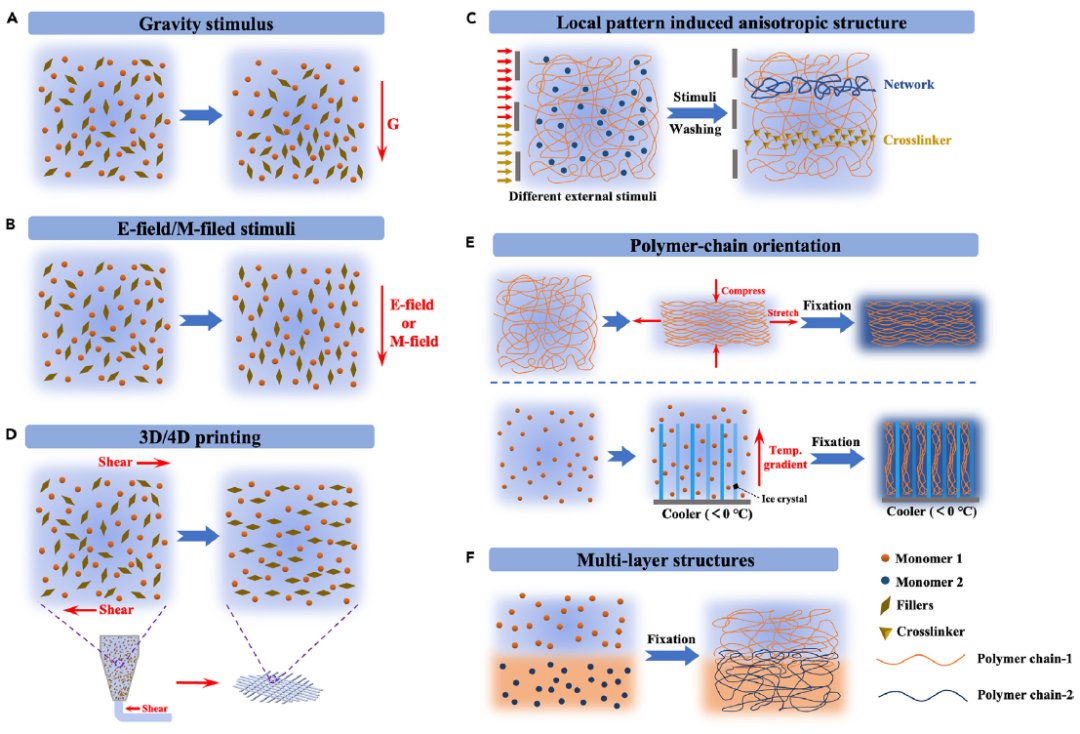 A
Gravity stimulus
G
B
E-field/M-filed stimuli
E-field
or
M-field
D
3D/4D printing
Shear
Shear
Shear
C
Local pattern induced anisotropic structure
Stimuli
Washing
Network
Crosslinker
Different external stimuli
E
Polymer-chain orientation
Compress
Stretch
Fixation
Temp.
gradient
Fixation
Ice crystal
Cooler (<0 °C)
Cooler (<0 °C)
F
Multi-layer structures
Fixation
Monomer 1
Monomer 2
Fillers
Crosslinker
Polymer chain-1
Polymer chain-2